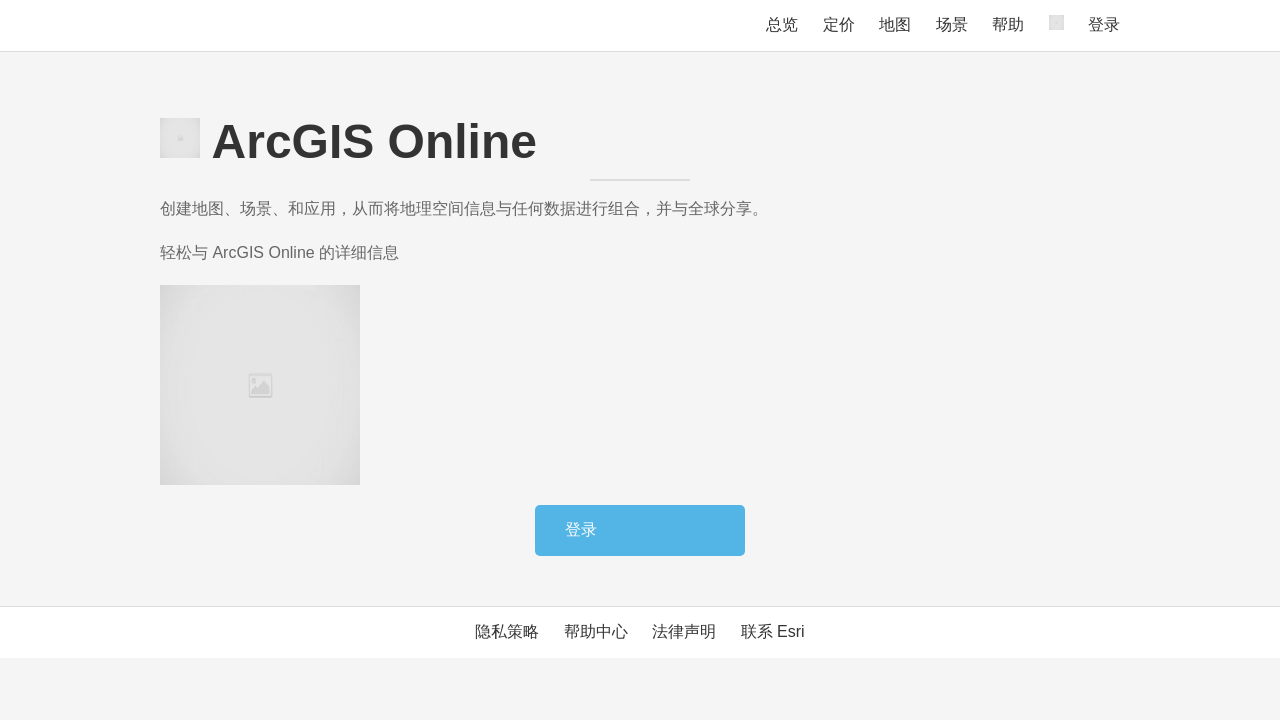 总览 定价 地图 场景 帮助 登录
ArcGIS Online
创建地图、场景、和应用，从而将地理空间信息与任何数据进行组合，并与全球分享。
轻松与 ArcGIS Online 的详细信息
登录
隐私策略 帮助中心 法律声明 联系 Esri